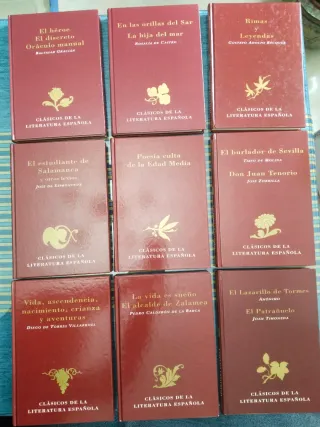 El héroe
El discreto
Oráculo manual
Baltasar Gracián
CLÁSICOS DE LA
LITERATURA ESPAÑOLA
En las orillas del Sar
La hija del mar
Rosalía de Castro
CLÁSICOS DE LA
LITERATURA ESPAÑOLA
Rimas
Leyendas
Gustavo Adolfo Bécquer
CLÁSICOS DE LA
LITERATURA ESPAÑOLA
El estudiante de
Salamanca
y otros textos
José de Espronceda
CLÁSICOS DE LA
LITERATURA ESPAÑOLA
Poesía culta
de la Edad Media
CLÁSICOS DE LA
LITERATURA ESPAÑOLA
El burlador de Sevilla
Tirso de Molina
Don Juan Tenorio
José Zorrilla
CLÁSICOS DE LA
LITERATURA ESPAÑOLA
Vida, ascendencia,
nacimiento, crianza
y aventuras
Diego de Torres Villarroel
CLÁSICOS DE LA
LITERATURA ESPAÑOLA
La vida es sueño
El alcalde de Zalamea
Pedro Calderón de la Barca
CLÁSICOS DE LA
LITERATURA ESPAÑOLA
El Lazarillo de Tormes
Anónimo
El Patrañuelo
Juan Timoneda
CLÁSICOS DE LA
LITERATURA ESPAÑOLA